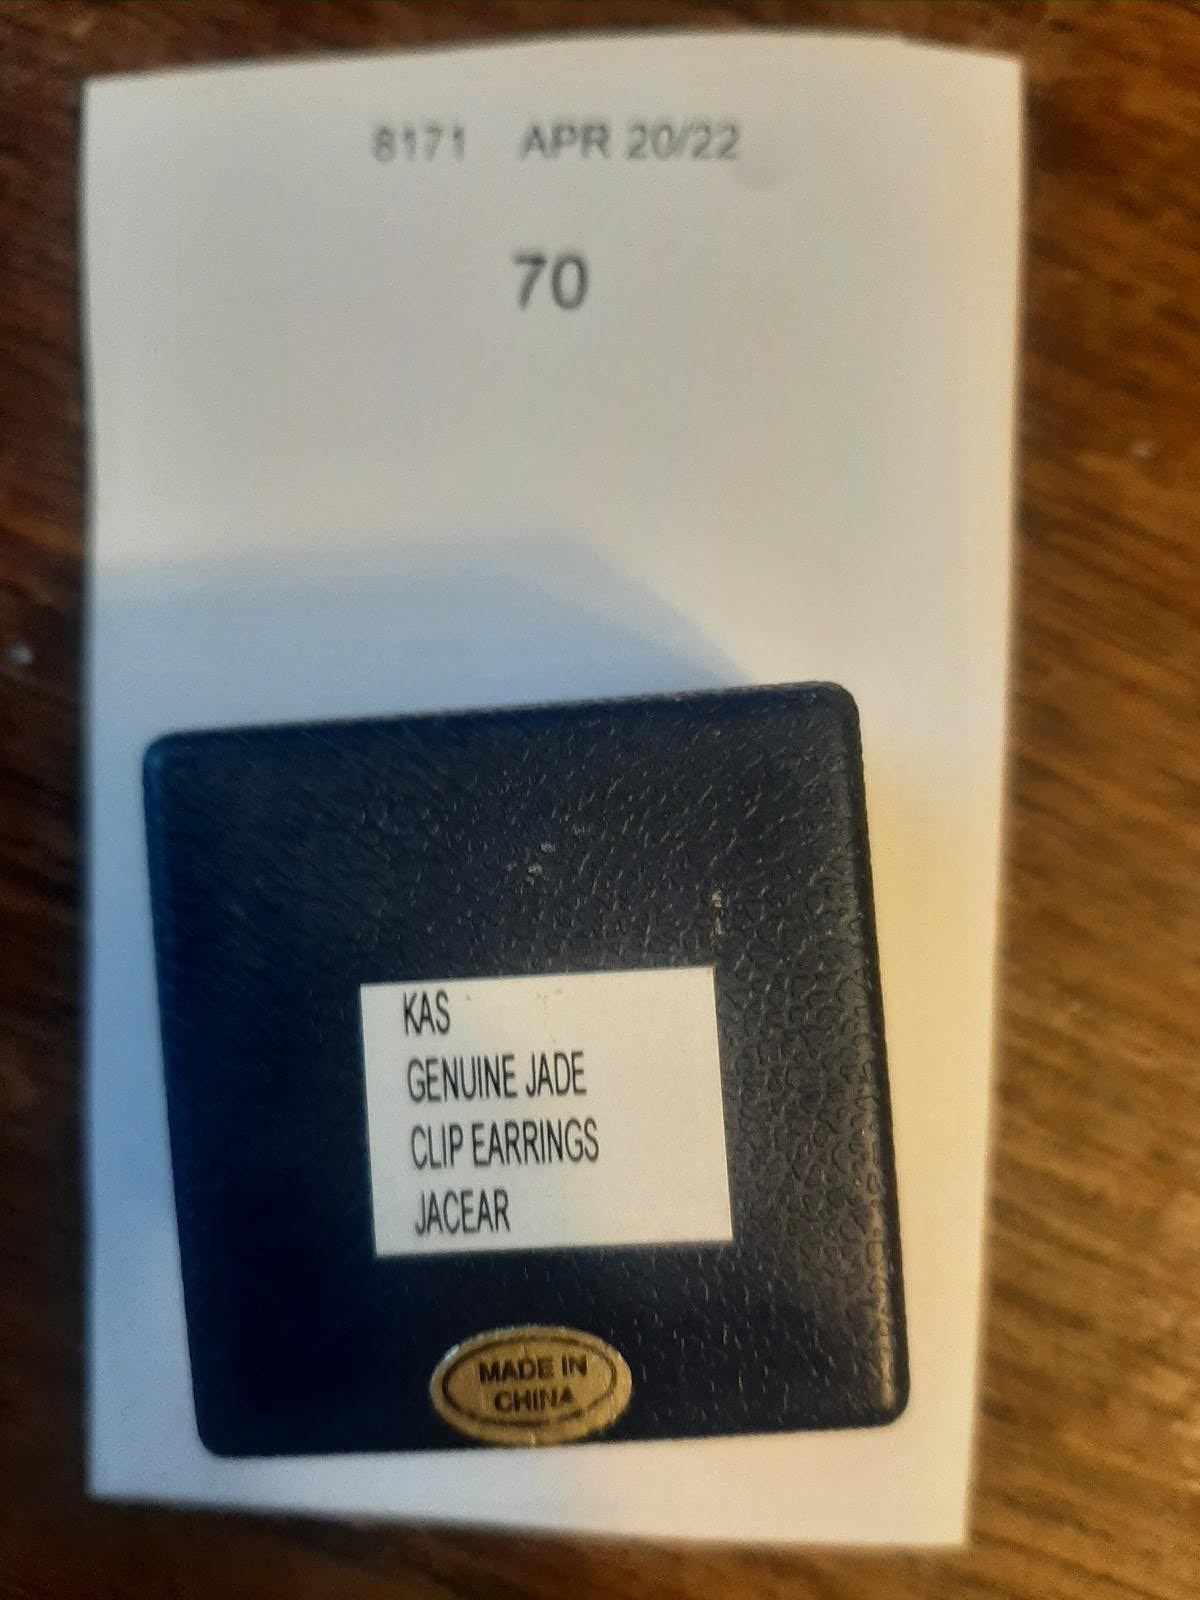 8171 APR 20/22
70
KAS
GENUINE JADE
CLIP EARRINGS
JACEAR
MADE IN
CHINA